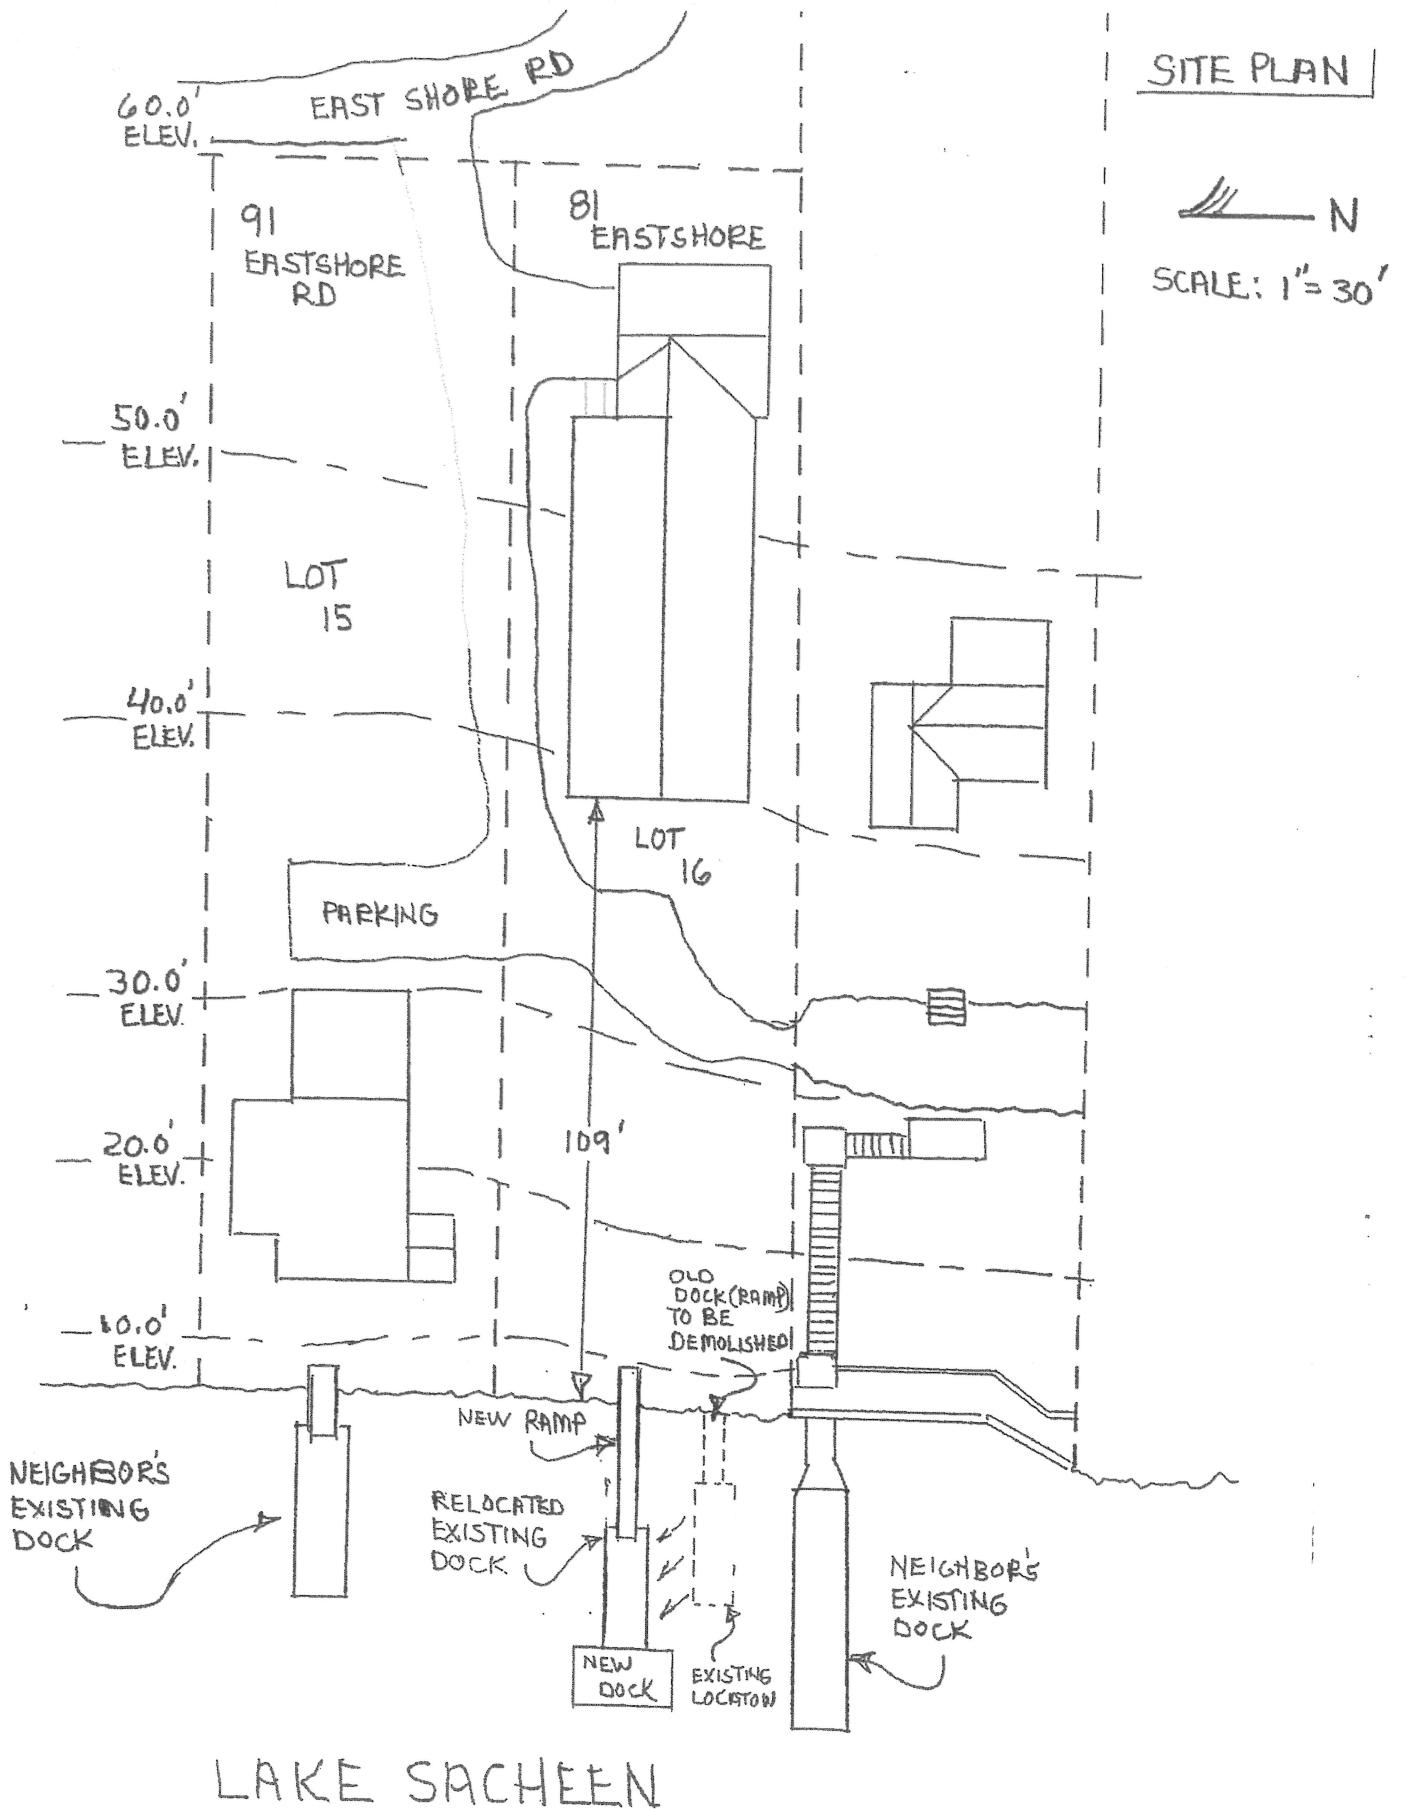 SITE PLAN
N
SCALE: 1"= 30'
EAST SHORE RD
60.0'
ELEV.
91
EASTSHORE
RD
81
EASTSHORE
50.0'
ELEV.
LOT
15
40.0'
ELEV.
LOT
16
PARKING
30.0'
ELEV.
20.0'
ELEV.
109'
OLD
DOCK (RAMP)
TO BE
DEMOLISHED
10.0'
ELEV.
NEW RAMP
NEIGHBOR'S
EXISTING
DOCK
RELOCATED
EXISTING
DOCK
NEIGHBOR'S
EXISTING
DOCK
NEW
DOCK
EXISTING
LOCATION
LAKE SACHEEN